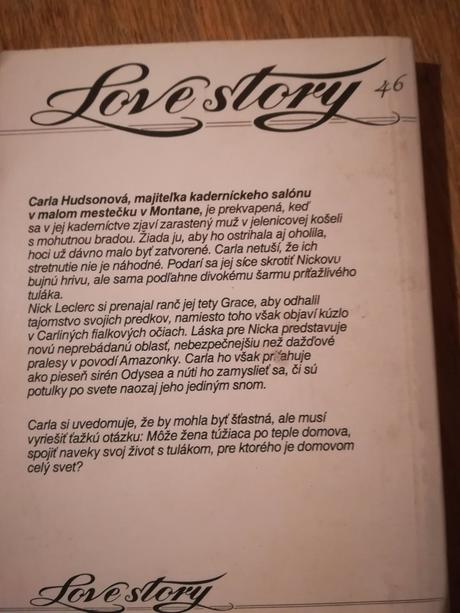 Love story 46
Carla Hudsonová, majiteľka kaderníckeho salónu
v malom mestečku v Montane, je prekvapená, keď
sa v jej kaderníctve zjaví zarastený muž v jelenicovej košeli
s mohutnou bradou. Žiada ju, aby ho ostrihala aj oholila,
hoci už dávno malo byť zatvorené. Carla netuší, že ich
stretnutie nie je náhodné. Podarí sa jej síce skrotiť Nickovu
bujnú hrivu, ale sama podľahne divokému šarmu príťažlivého
tuláka.
Nick Leclerc si prenajal ranč jej tety Grace, aby odhalil
tajomstvo svojich predkov, namiesto toho však objaví kúzlo
v Carliných fialkových očiach. Láska pre Nicka predstavuje
novú neprebádanú oblasť, nebezpečnejšiu než dažďové
pralesy v povodí Amazonky. Carla ho však priťahuje
ako pieseň sirén Odysea a núti ho zamyslieť sa, či sú
potulky po svete naozaj jeho jediným snom.
Carla si uvedomuje, že by mohla byť šťastná, ale musí
vyriešiť ťažkú otázku: Môže žena túžiaca po teple domova,
spojiť naveky svoj život s tulákom, pre ktorého je domovom
celý svet?
Love story